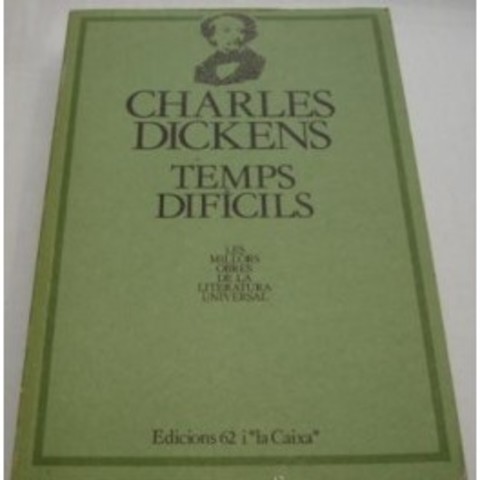 CHARLES
DICKENS
TEMPS
DIFÍCILS
LES
MILLORS
OBRES
DE LA
LITERATURA
UNIVERSAL
Edicions 62 i "la Caixa"